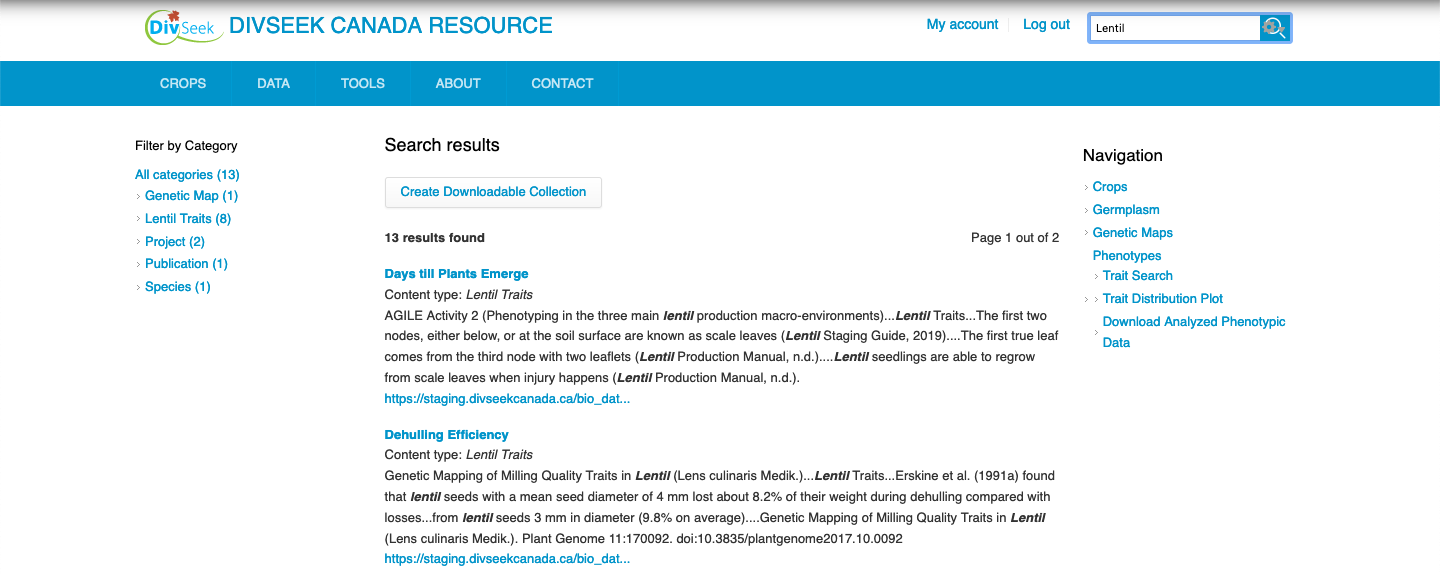 DivSeek
DIVSEEK CANADA RESOURCE
My account
Log out
Lentil
CROPS
DATA
TOOLS
ABOUT
CONTACT
Filter by Category
All categories (13)
Genetic Map (1)
Lentil Traits (8)
Project (2)
Publication (1)
Species (1)
Search results
Create Downloadable Collection
13 results found
Page 1 out of 2
Days till Plants Emerge
Content type: Lentil Traits
AGILE Activity 2 (Phenotyping in the three main lentil production macro-environments)...Lentil Traits...The first two
nodes, either below, or at the soil surface are known as scale leaves (Lentil Staging Guide, 2019)....The first true leaf
comes from the third node with two leaflets (Lentil Production Manual, n.d.)....Lentil seedlings are able to regrow
from scale leaves when injury happens (Lentil Production Manual, n.d.).
https://staging.divseekcanada.ca/bio_dat...
Dehulling Efficiency
Content type: Lentil Traits
Genetic Mapping of Milling Quality Traits in Lentil (Lens culinaris Medik.)...Lentil Traits...Erskine et al. (1991a) found
that lentil seeds with a mean seed diameter of 4 mm lost about 8.2% of their weight during dehulling compared with
losses...from lentil seeds 3 mm in diameter (9.8% on average)....Genetic Mapping of Milling Quality Traits in Lentil
(Lens culinaris Medik.). Plant Genome 11:170092. doi:10.3835/plantgenome2017.10.0092
https://staging.divseekcanada.ca/bio_dat...
Navigation
Crops
Germplasm
Genetic Maps
Phenotypes
Trait Search
Trait Distribution Plot
Download Analyzed Phenotypic
Data